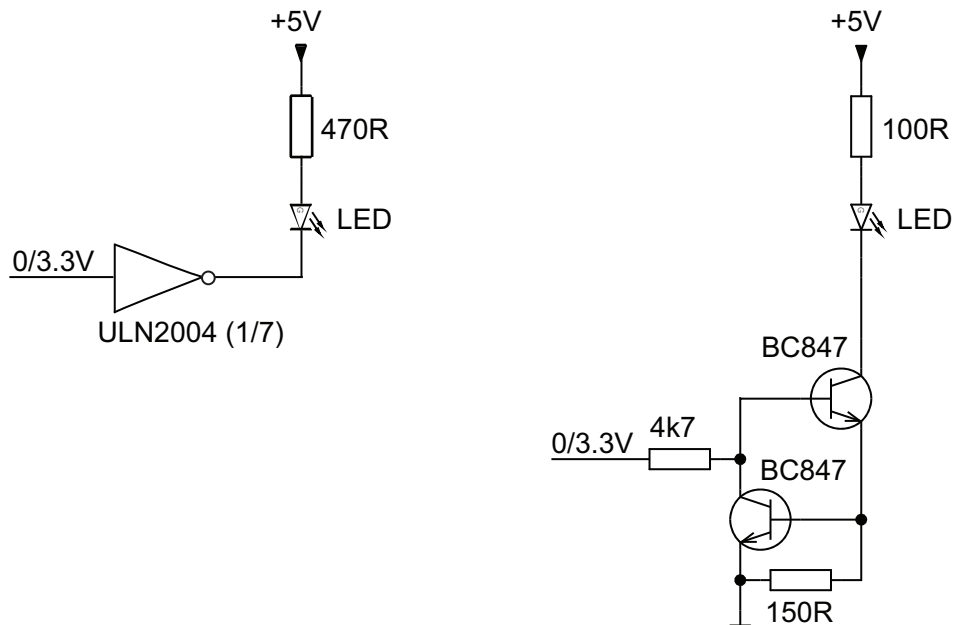 +5V
470R
LED
0/3.3V
ULN2004 (1/7)
+5V
100R
LED
BC847
0/3.3V
4k7
BC847
150R